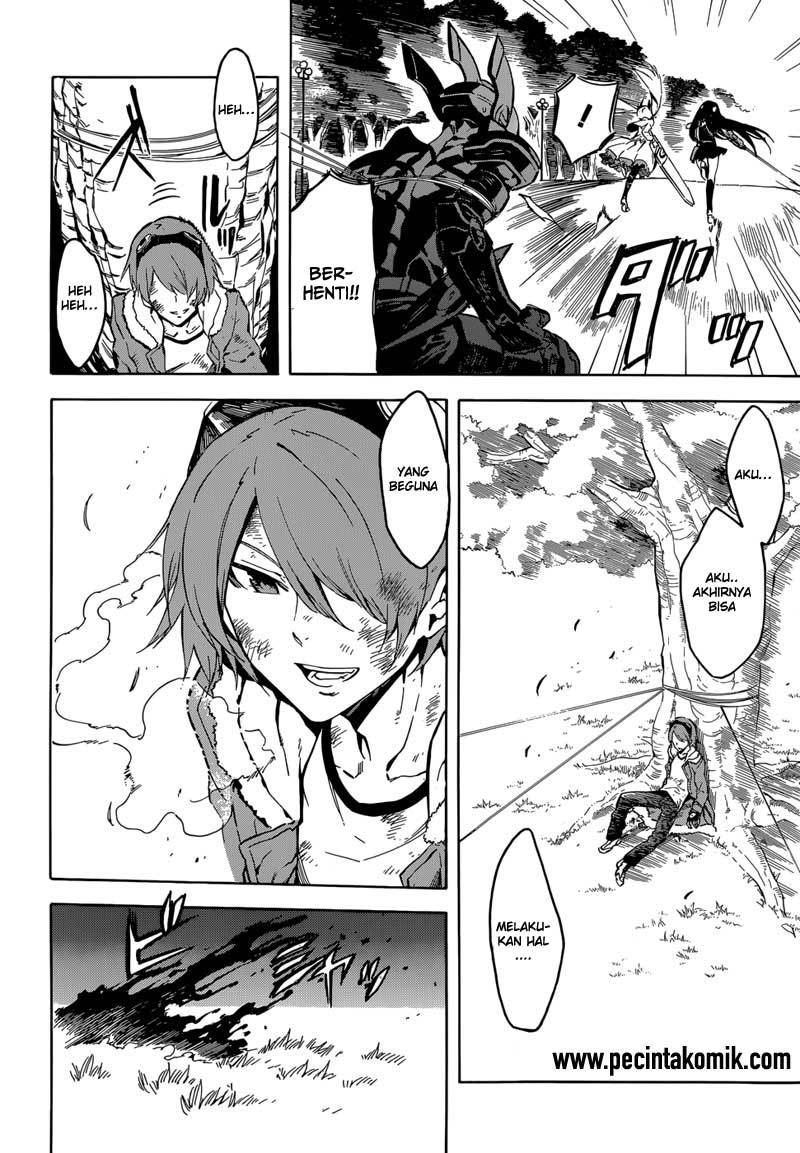 !
BER-
HENTI!!
HEH...
HEH
HEH...
AKU...
AKU..
AKHIRNYA
BISA
MELAKU-
KAN HAL
....
YANG
BEGUNA
www.pecintakomik.com